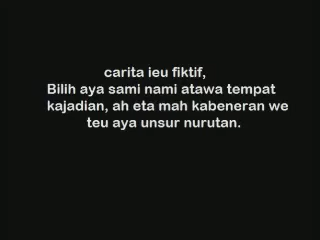 carita ieu fiktif,
Bilih aya sami nami atawa tempat
kajadian, ah eta mah kabeneran we
teu aya unsur nurutan.